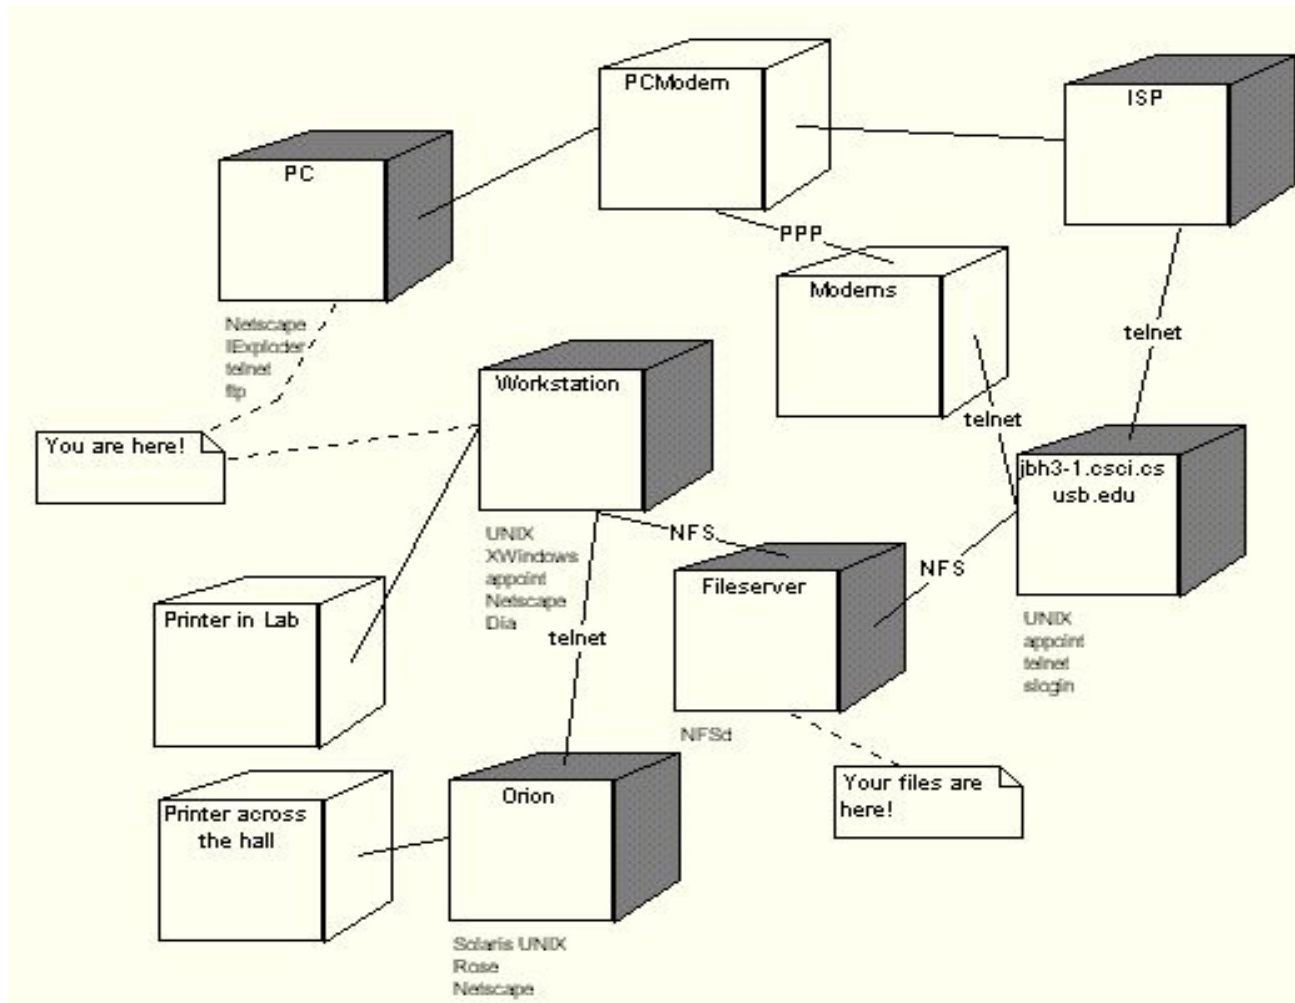 PCModem
ISP
PC
PPP
Modems
Netscape
IExploder
telnet
ftp
telnet
Workstation
telnet
You are here!
jbh3-1.csci.cs
usb.edu
UNIX
XWindows
appoint
Netscape
Dia
NFS
Fileserver
NFS
Printer in Lab
telnet
UNIX
appoint
telnet
slogin
NFSd
Orion
Your files are
here!
Printer across
the hall
Solaris UNIX
Rose
Netscape